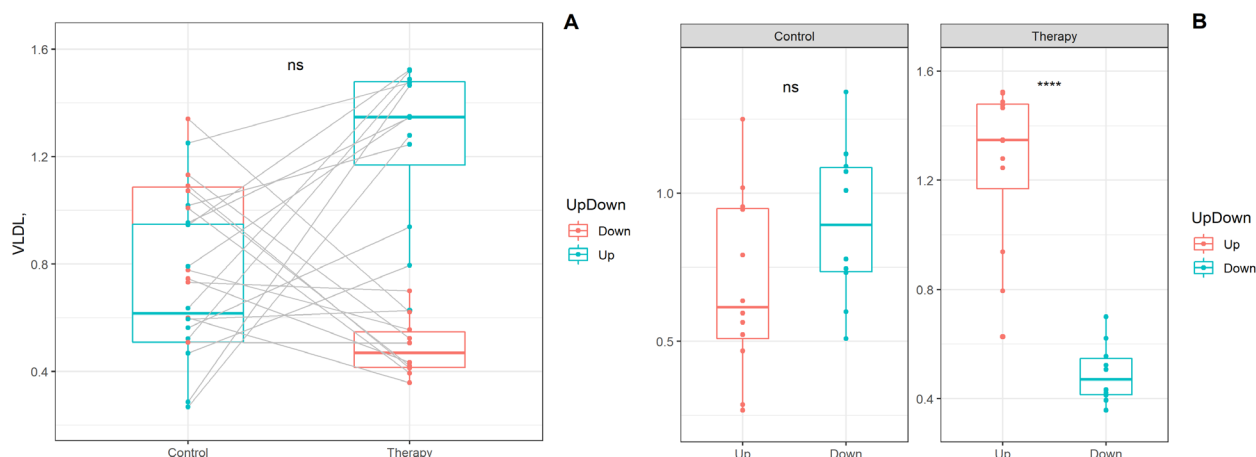 A
1.6
1.2
0.8
0.4
VLDL,
ns
Control
Therapy
UpDown
Down
Up
B
Control
Therapy
1.0
0.5
ns
Up
Down
1.6
1.2
0.8
0.4
****
Up
Down
UpDown
Up
Down